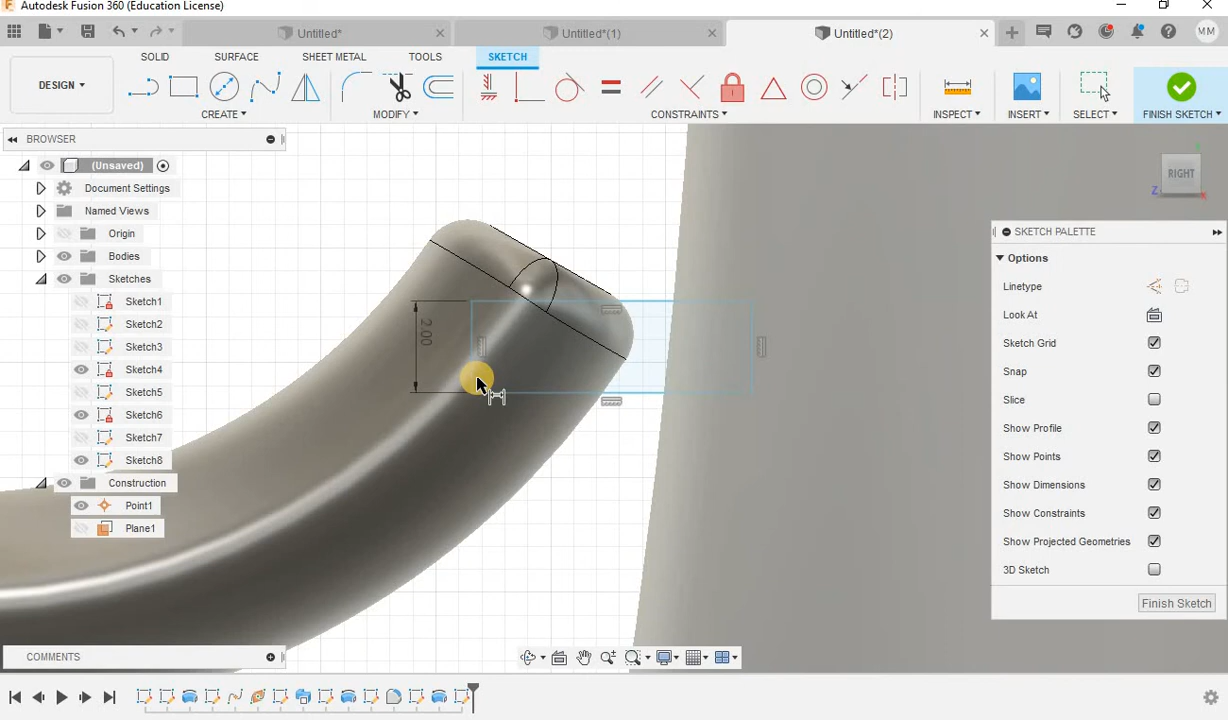 Autodesk Fusion 360 (Education License)
Untitled*
Untitled*(1)
Untitled*(2)
MM
DESIGN
SOLID
SURFACE
SHEET METAL
TOOLS
SKETCH
CREATE
MODIFY
CONSTRAINTS
INSPECT
INSERT
SELECT
FINISH SKETCH
BROWSER
(Unsaved)
Document Settings
Named Views
Origin
Bodies
Sketches
Sketch1
Sketch2
Sketch3
Sketch4
Sketch5
Sketch6
Sketch7
Sketch8
Construction
Point1
Plane1
2.00
RIGHT
Z
X
SKETCH PALETTE
Options
Linetype
Look At
Sketch Grid
Snap
Slice
Show Profile
Show Points
Show Dimensions
Show Constraints
Show Projected Geometries
3D Sketch
Finish Sketch
COMMENTS